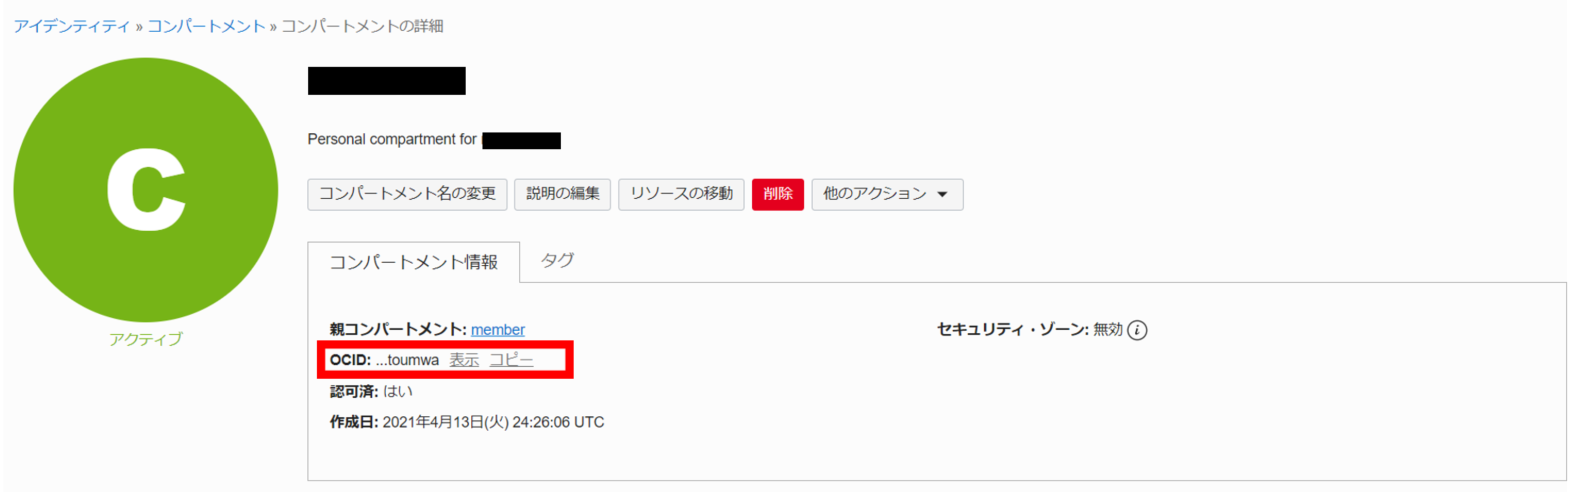 アイデンティティ » コンパートメント » コンパートメントの詳細
C
アクティブ
Personal compartment for
コンパートメント名の変更 説明の編集 リソースの移動 削除 他のアクション
コンパートメント情報 タグ
親コンパートメント: member
OCID: ...toumwa 表示 コピー
認可済: はい
作成日: 2021年4月13日(火) 24:26:06 UTC
セキュリティ・ゾーン: 無効 i